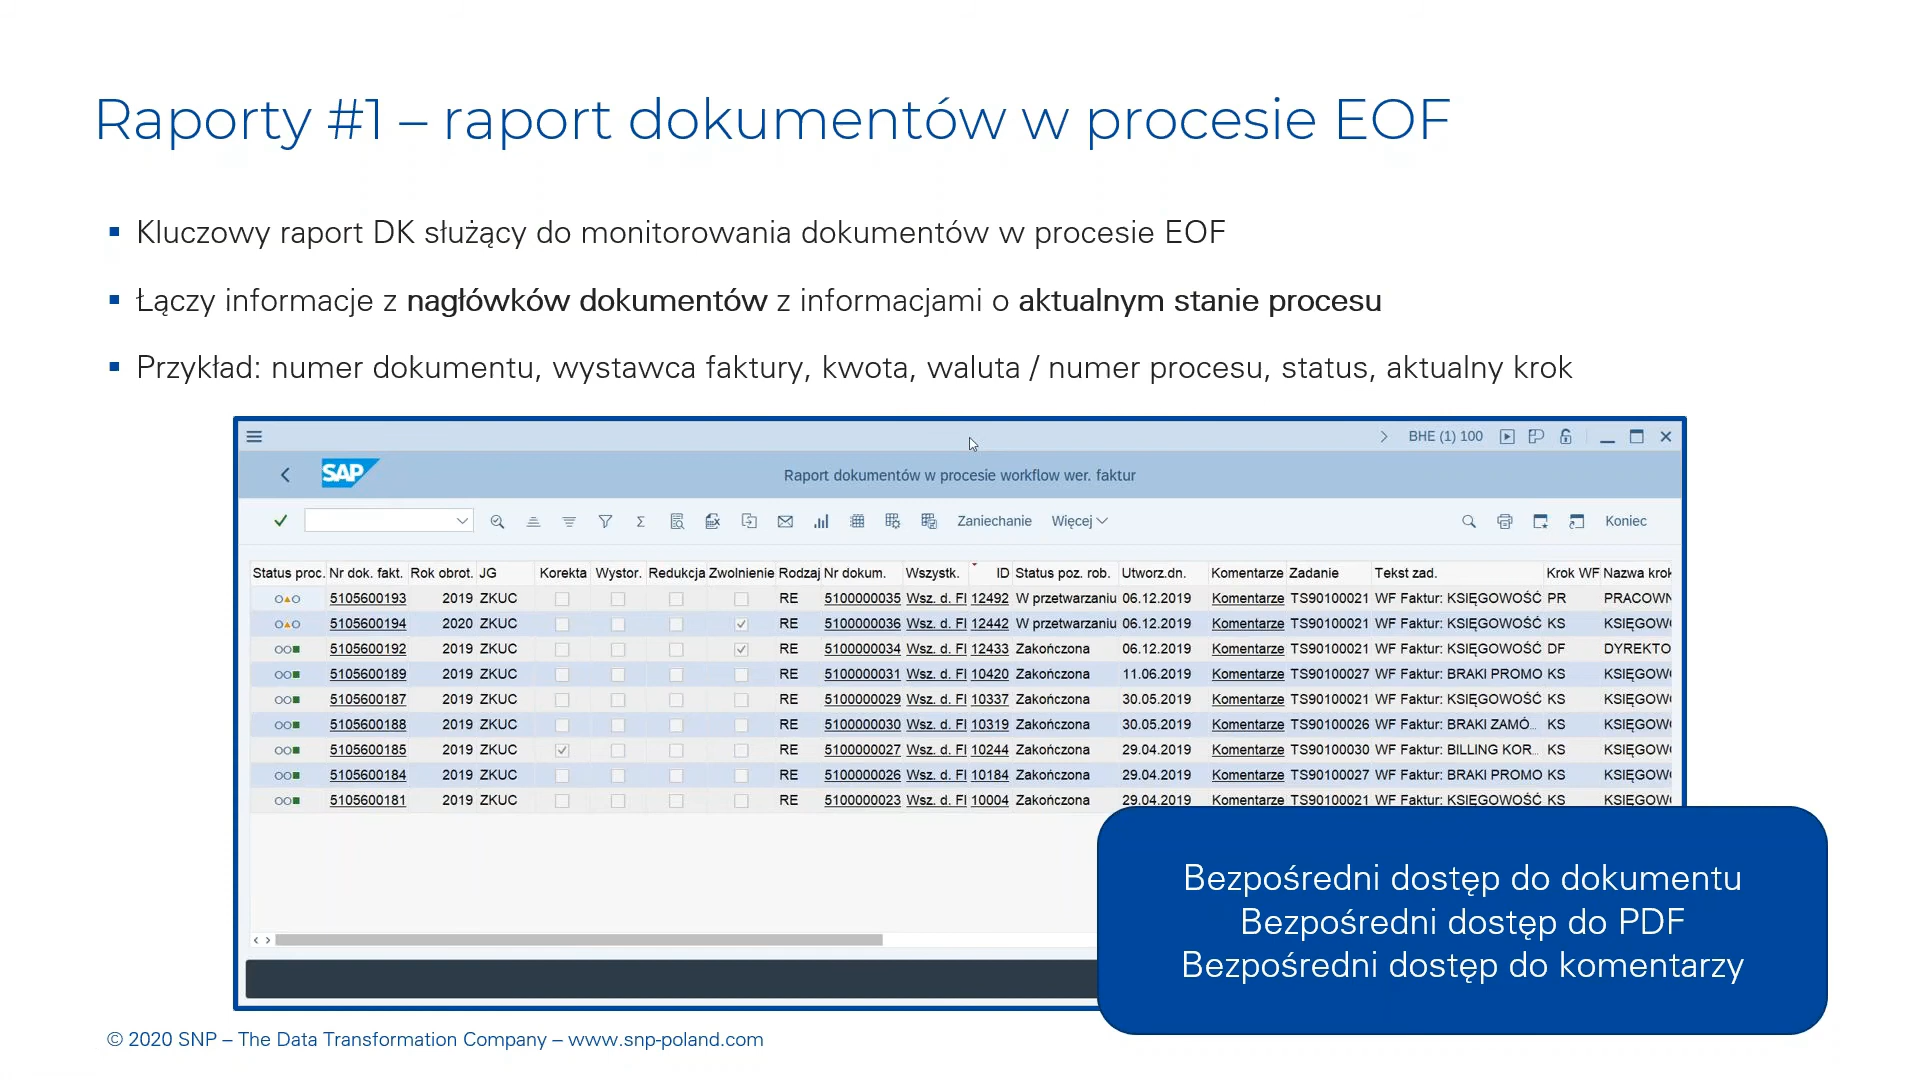 Raporty #1 – raport dokumentów w procesie EOF
Kluczowy raport DK służący do monitorowania dokumentów w procesie EOF
Łączy informacje z nagłówków dokumentów z informacjami o aktualnym stanie procesu
Przykład: numer dokumentu, wystawca faktury, kwota, waluta / numer procesu, status, aktualny krok
BHE (1) 100
SAP Raport dokumentów w procesie workflow wer. faktur
Zaniechanie Więcej Koniec
Status proc. Nr dok. fakt. Rok obrot. JG Korekta Wystor. Redukcja Zwolnienie Rodzaj Nr dokum. Wszystk. ID Status poz. rob. Utworz.dn. Komentarze Zadanie Tekst zad. Krok WF Nazwa krok
5105600193 2019 ZKUC RE 5100000035 Wsz. d. FI 12492 W przetwarzaniu 06.12.2019 Komentarze TS90100021 WF Faktur: KSIĘGOWOŚĆ PR PRACOWN
5105600194 2020 ZKUC RE 5100000036 Wsz. d. FI 12442 W przetwarzaniu 06.12.2019 Komentarze TS90100021 WF Faktur: KSIĘGOWOŚĆ KS KSIĘGOW
5105600192 2019 ZKUC RE 5100000034 Wsz. d. FI 12433 Zakończona 06.12.2019 Komentarze TS90100021 WF Faktur: KSIĘGOWOŚĆ DF DYREKTO
5105600189 2019 ZKUC RE 5100000031 Wsz. d. FI 10420 Zakończona 11.06.2019 Komentarze TS90100027 WF Faktur: BRAKI PROMO KS KSIĘGOW
5105600187 2019 ZKUC RE 5100000029 Wsz. d. FI 10337 Zakończona 30.05.2019 Komentarze TS90100021 WF Faktur: KSIĘGOWOŚĆ KS KSIĘGOW
5105600188 2019 ZKUC RE 5100000030 Wsz. d. FI 10319 Zakończona 30.05.2019 Komentarze TS90100026 WF Faktur: BRAKI ZAMÓ... KS KSIĘGOW
5105600185 2019 ZKUC RE 5100000027 Wsz. d. FI 10244 Zakończona 29.04.2019 Komentarze TS90100030 WF Faktur: BILLING KOR... KS KSIĘGOW
5105600184 2019 ZKUC RE 5100000026 Wsz. d. FI 10184 Zakończona 29.04.2019 Komentarze TS90100027 WF Faktur: BRAKI PROMO KS KSIĘGOW
5105600181 2019 ZKUC RE 5100000023 Wsz. d. FI 10004 Zakończona 29.04.2019 Komentarze TS90100021 WF Faktur: KSIĘGOWOŚĆ KS KSIĘGOW
Bezpośredni dostęp do dokumentu
Bezpośredni dostęp do PDF
Bezpośredni dostęp do komentarzy
© 2020 SNP – The Data Transformation Company – www.snp-poland.com